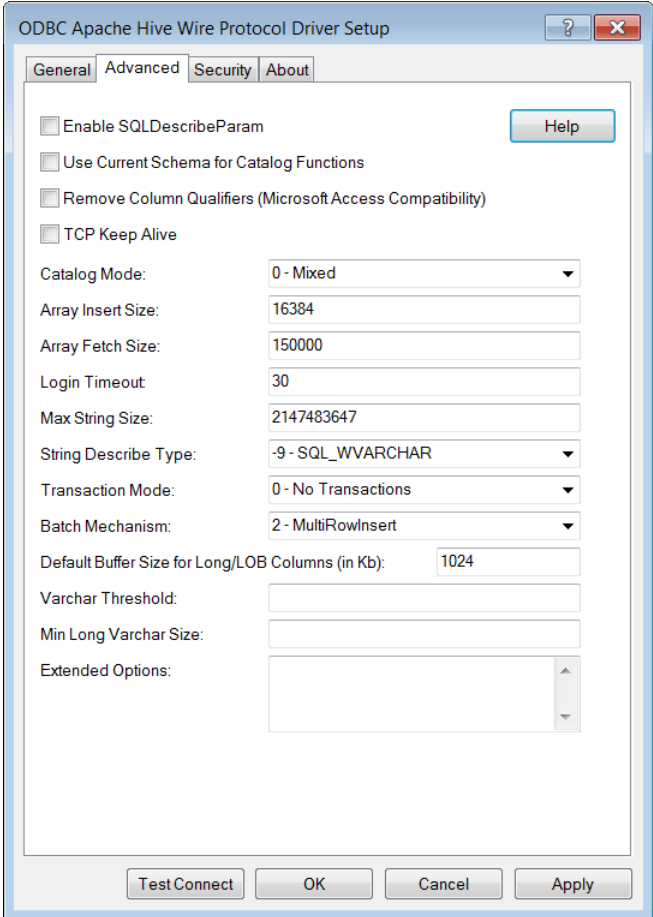 ODBC Apache Hive Wire Protocol Driver Setup
General Advanced Security About
Enable SQLDescribeParam Help
Use Current Schema for Catalog Functions
Remove Column Qualifiers (Microsoft Access Compatibility)
TCP Keep Alive
Catalog Mode: 0 - Mixed
Array Insert Size: 16384
Array Fetch Size: 150000
Login Timeout: 30
Max String Size: 2147483647
String Describe Type: -9 - SQL_WVARCHAR
Transaction Mode: 0 - No Transactions
Batch Mechanism: 2 - MultiRowInsert
Default Buffer Size for Long/LOB Columns (in Kb): 1024
Varchar Threshold:
Min Long Varchar Size:
Extended Options:
Test Connect OK Cancel Apply